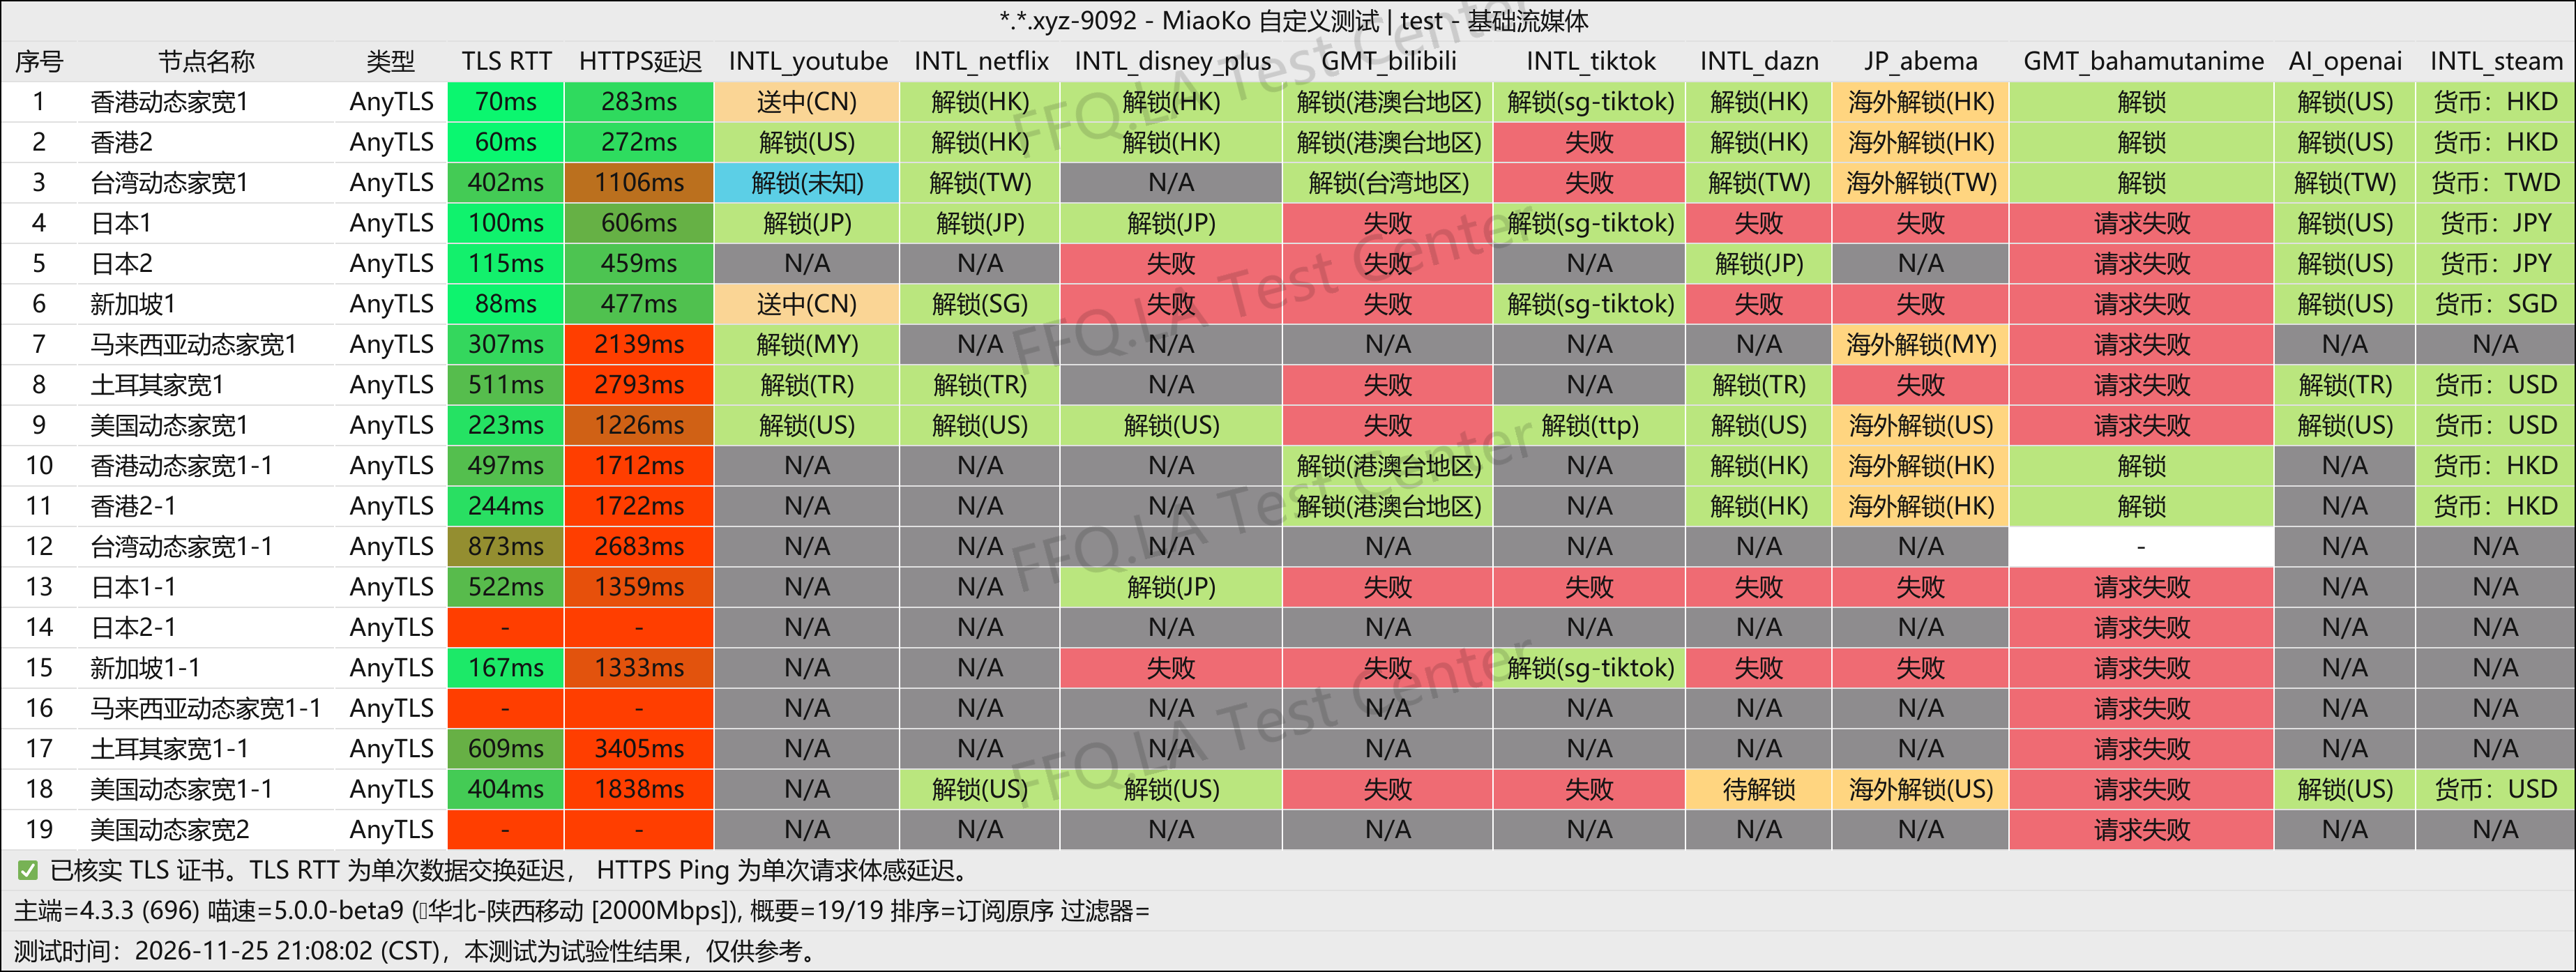 *.*.xyz-9092 - MiaoKo 自定义测试 | test - 基础流媒体
序号 节点名称 类型 TLS RTT HTTPS延迟 INTL_youtube INTL_netflix INTL_disney_plus GMT_bilibili INTL_tiktok INTL_dazn JP_abema GMT_bahamutanime AI_openai INTL_steam
1 香港动态家宽1 AnyTLS 70ms 283ms 送中(CN) 解锁(HK) 解锁(HK) 解锁(港澳台地区) 解锁(sg-tiktok) 解锁(HK) 海外解锁(HK) 解锁 解锁(US) 货币：HKD
2 香港2 AnyTLS 60ms 272ms 解锁(US) 解锁(HK) 解锁(HK) 解锁(港澳台地区) 失败 解锁(HK) 海外解锁(HK) 解锁 解锁(US) 货币：HKD
3 台湾动态家宽1 AnyTLS 402ms 1106ms 解锁(未知) 解锁(TW) N/A 解锁(台湾地区) 失败 解锁(TW) 海外解锁(TW) 解锁 解锁(TW) 货币：TWD
4 日本1 AnyTLS 100ms 606ms 解锁(JP) 解锁(JP) 解锁(JP) 失败 解锁(sg-tiktok) 失败 失败 请求失败 解锁(US) 货币：JPY
5 日本2 AnyTLS 115ms 459ms N/A N/A 失败 失败 N/A 解锁(JP) N/A 请求失败 解锁(US) 货币：JPY
6 新加坡1 AnyTLS 88ms 477ms 送中(CN) 解锁(SG) 失败 失败 解锁(sg-tiktok) 失败 失败 请求失败 解锁(US) 货币：SGD
7 马来西亚动态家宽1 AnyTLS 307ms 2139ms 解锁(MY) N/A N/A N/A N/A N/A 海外解锁(MY) 请求失败 N/A N/A
8 土耳其家宽1 AnyTLS 511ms 2793ms 解锁(TR) 解锁(TR) N/A 失败 N/A 解锁(TR) 失败 请求失败 解锁(TR) 货币：USD
9 美国动态家宽1 AnyTLS 223ms 1226ms 解锁(US) 解锁(US) 解锁(US) 失败 解锁(ttp) 解锁(US) 海外解锁(US) 请求失败 解锁(US) 货币：USD
10 香港动态家宽1-1 AnyTLS 497ms 1712ms N/A N/A N/A 解锁(港澳台地区) N/A 解锁(HK) 海外解锁(HK) 解锁 N/A 货币：HKD
11 香港2-1 AnyTLS 244ms 1722ms N/A N/A N/A 解锁(港澳台地区) N/A 解锁(HK) 海外解锁(HK) 解锁 N/A 货币：HKD
12 台湾动态家宽1-1 AnyTLS 873ms 2683ms N/A N/A N/A N/A N/A N/A N/A - N/A N/A
13 日本1-1 AnyTLS 522ms 1359ms N/A N/A 解锁(JP) 失败 失败 失败 失败 请求失败 N/A N/A
14 日本2-1 AnyTLS - - N/A N/A N/A N/A N/A N/A N/A 请求失败 N/A N/A
15 新加坡1-1 AnyTLS 167ms 1333ms N/A N/A 失败 失败 解锁(sg-tiktok) 失败 失败 请求失败 N/A N/A
16 马来西亚动态家宽1-1 AnyTLS - - N/A N/A N/A N/A N/A N/A N/A 请求失败 N/A N/A
17 土耳其家宽1-1 AnyTLS 609ms 3405ms N/A N/A N/A N/A N/A N/A N/A 请求失败 N/A N/A
18 美国动态家宽1-1 AnyTLS 404ms 1838ms N/A 解锁(US) 解锁(US) 失败 失败 待解锁 海外解锁(US) 请求失败 解锁(US) 货币：USD
19 美国动态家宽2 AnyTLS - - N/A N/A N/A N/A N/A N/A N/A 请求失败 N/A N/A
✅ 已核实 TLS 证书。TLS RTT 为单次数据交换延迟， HTTPS Ping 为单次请求体感延迟。
主端=4.3.3 (696) 喵速=5.0.0-beta9 (华北-陕西移动 [2000Mbps]), 概要=19/19 排序=订阅原序 过滤器=
测试时间：2026-11-25 21:08:02 (CST)，本测试为试验性结果，仅供参考。
FFQ.LA Test Center
FFQ.LA Test Center
FFQ.LA Test Center
FFQ.LA Test Center